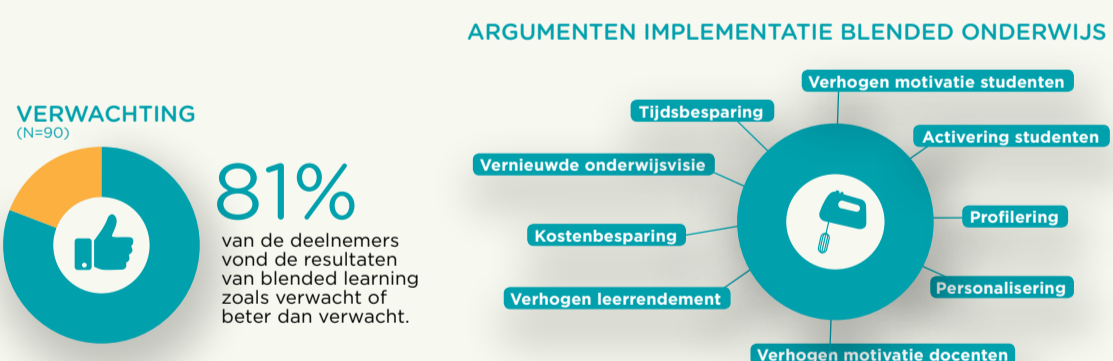 VERWACHTING
(N=90)
81%
van de deelnemers
vond de resultaten
van blended learning
zoals verwacht of
beter dan verwacht.
ARGUMENTEN IMPLEMENTATIE BLENDED ONDERWIJS
Verhogen motivatie studenten
Tijdsbesparing
Activering studenten
Vernieuwde onderwijsvisie
Profilering
Kostenbesparing
Personalisering
Verhogen leerrendement
Verhogen motivatie docenten